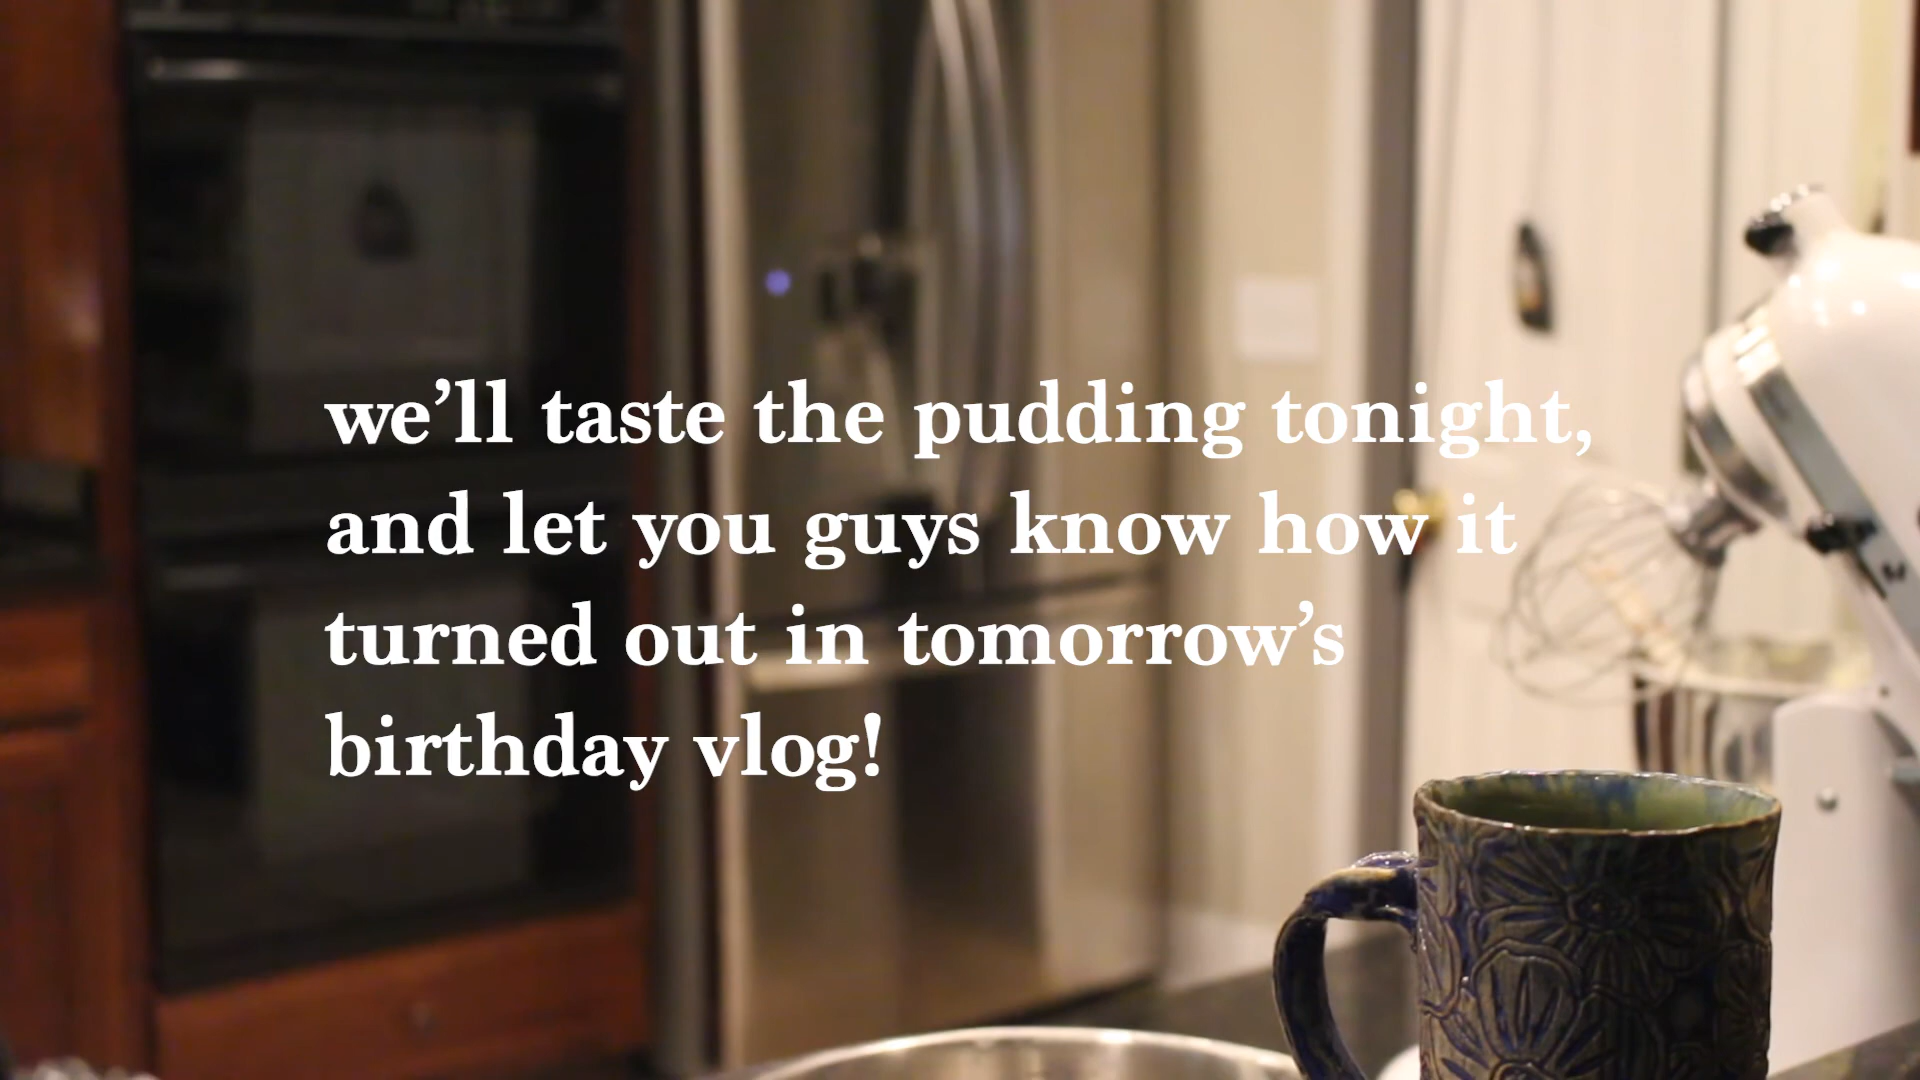 we’ll taste the pudding tonight,
and let you guys know how it
turned out in tomorrow’s
birthday vlog!